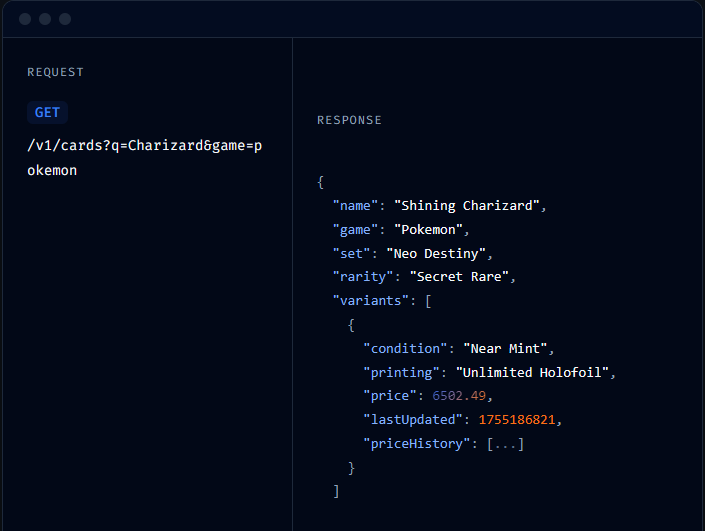 REQUEST
GET
/v1/cards?q=Charizard&game=p
okemon
RESPONSE
{
"name": "Shining Charizard",
"game": "Pokemon",
"set": "Neo Destiny",
"rarity": "Secret Rare",
"variants": [
{
"condition": "Near Mint",
"printing": "Unlimited Holofoil",
"price": 6502.49,
"lastUpdated": 1755186821,
"priceHistory": [...]
}
]